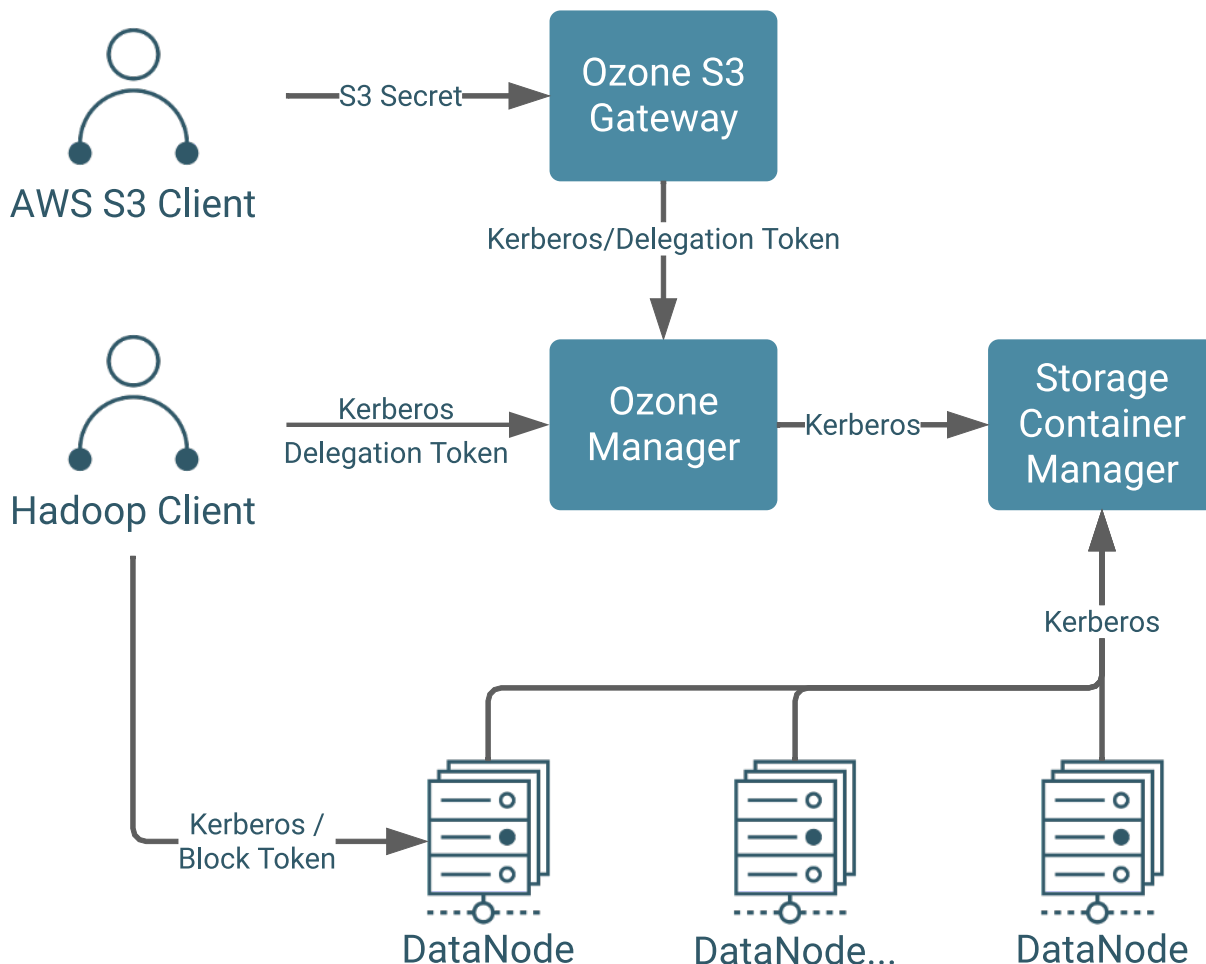 Ozone S3
Gateway
S3 Secret
AWS S3 Client
Kerberos/Delegation Token
Kerberos
Delegation Token
Ozone
Manager
Kerberos
Storage
Container
Manager
Hadoop Client
Kerberos
Kerberos /
Block Token
DataNode
DataNode...
DataNode